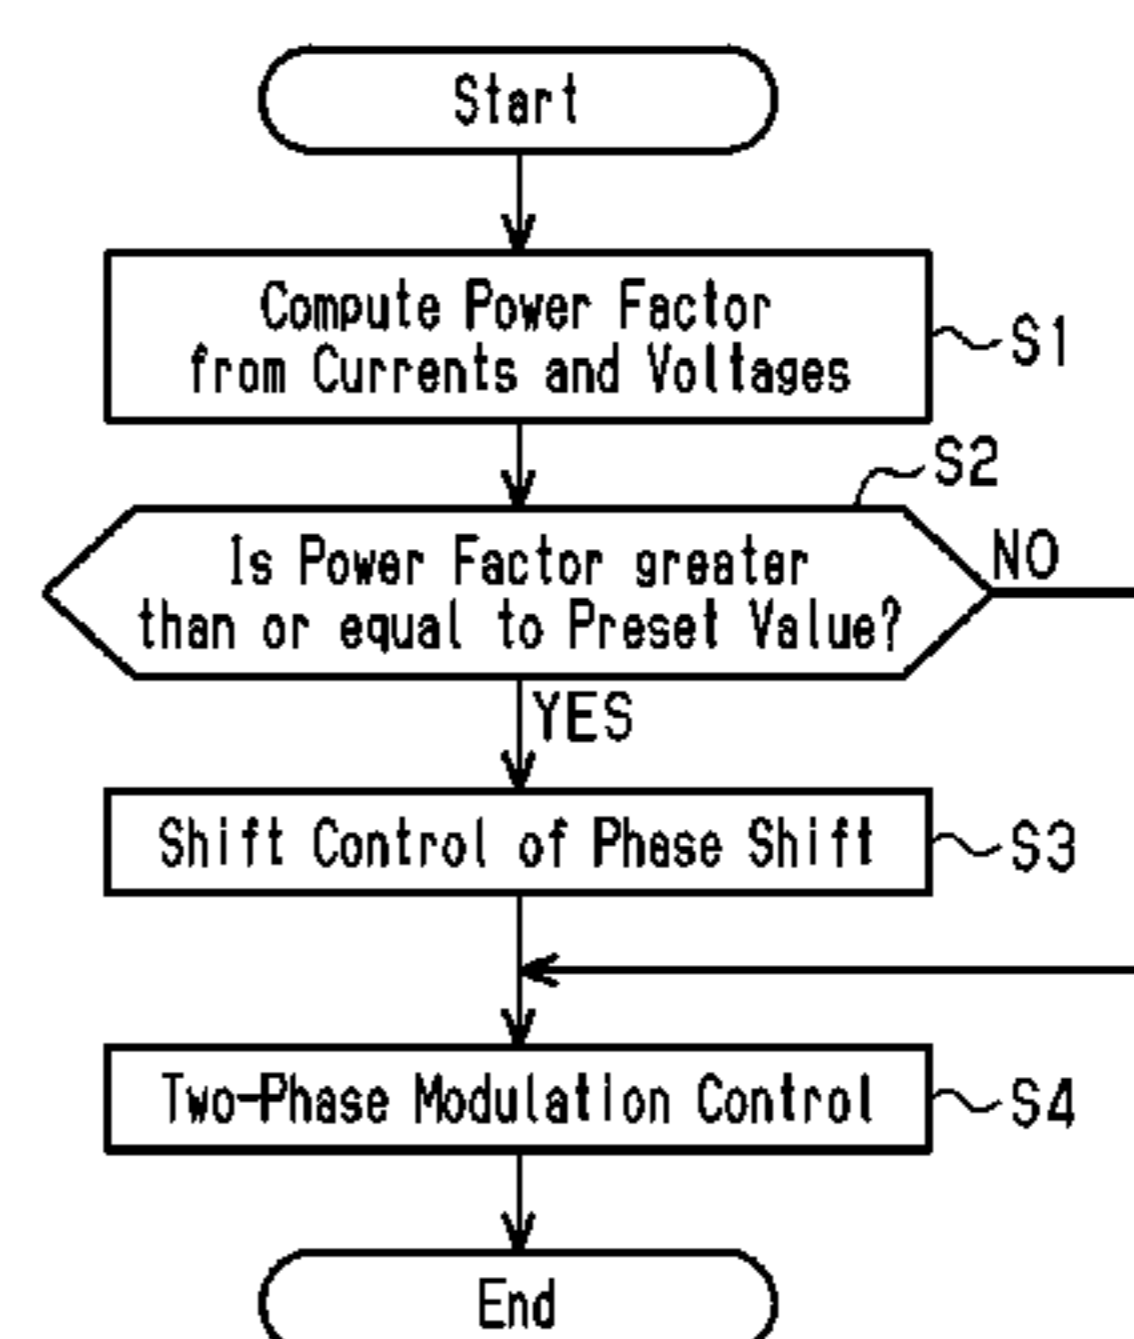 Start
Compute Power Factor
from Currents and Voltages
S1
S2
Is Power Factor greater
than or equal to Preset Value?
NO
YES
Shift Control of Phase Shift
S3
Two-Phase Modulation Control
S4
End